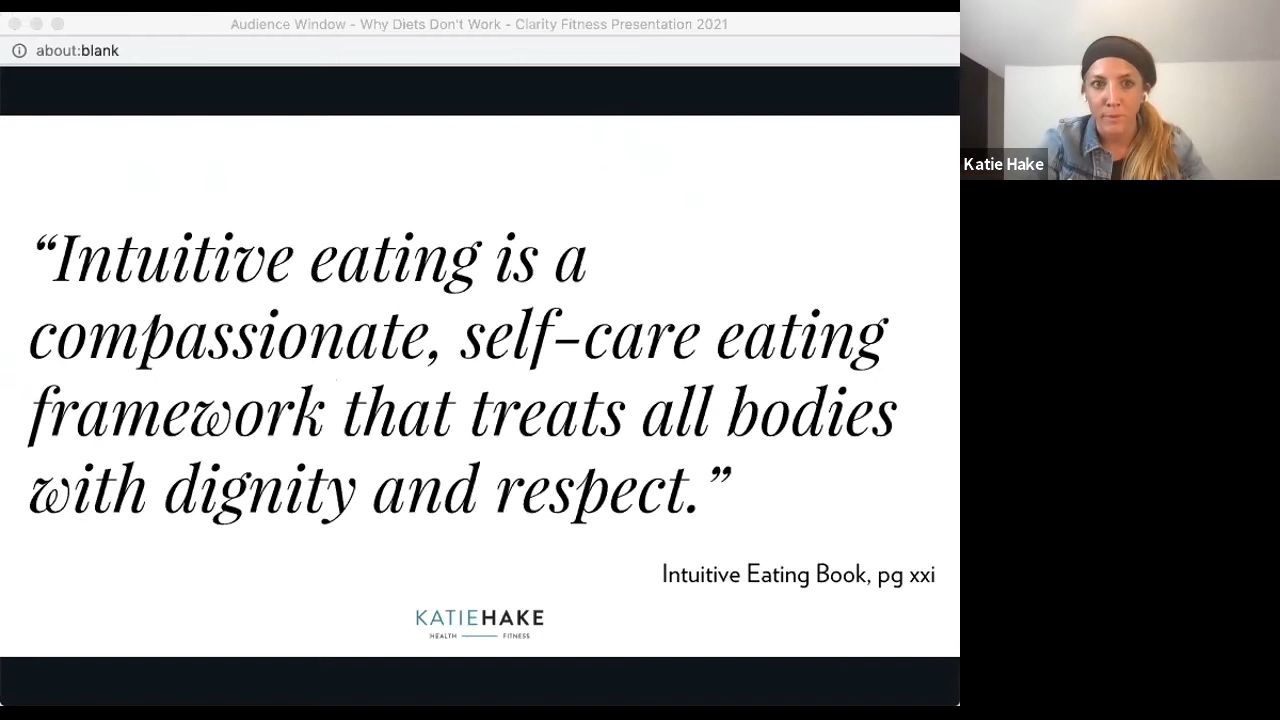 Audience Window - Why Diets Don't Work - Clarity Fitness Presentation 2021
about:blank
Katie Hake
“Intuitive eating is a
compassionate, self-care eating
framework that treats all bodies
with dignity and respect.”
Intuitive Eating Book, pg xxi
KATIEHAKE
HEALTH FITNESS